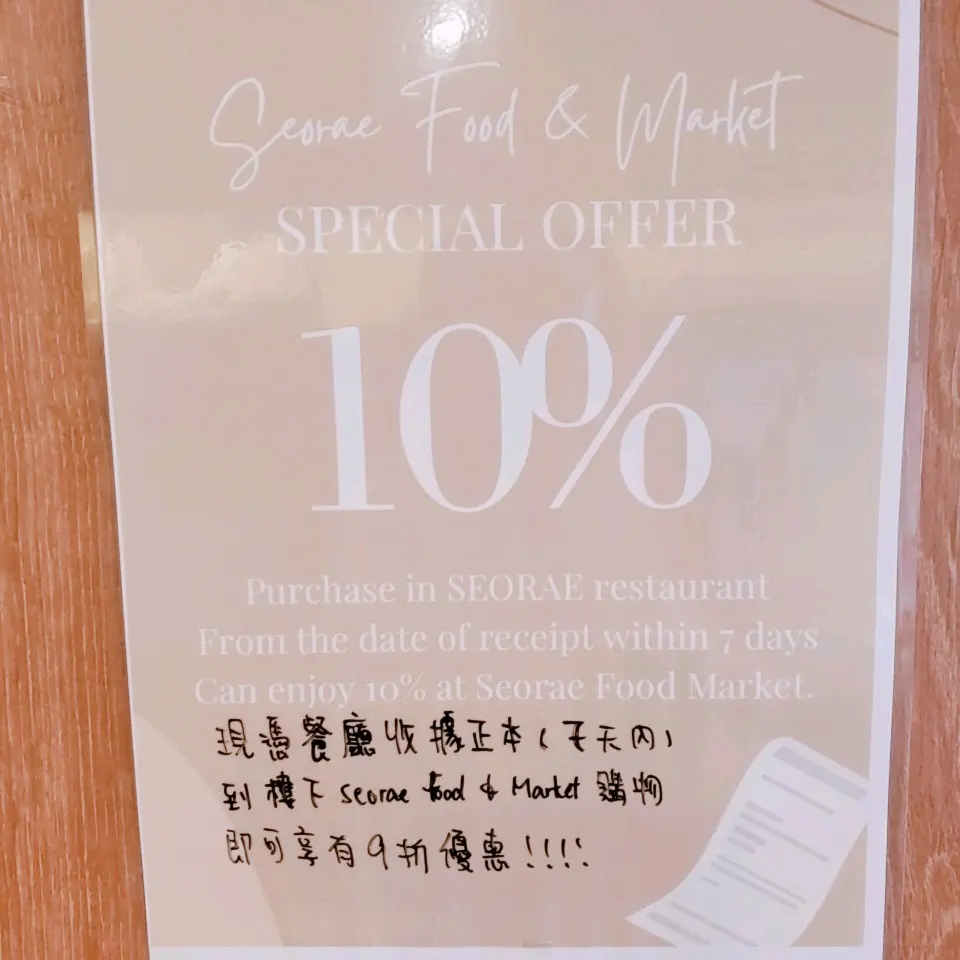 Seorae Food & Market
SPECIAL OFFER
10%
Purchase in SEORAE restaurant
From the date of receipt within 7 days
Can enjoy 10% at Seorae Food Market.
現憑餐廳收據正本(7天內)
到樓下 Seorae food & Market 購物
即可享有9折優惠!!!!